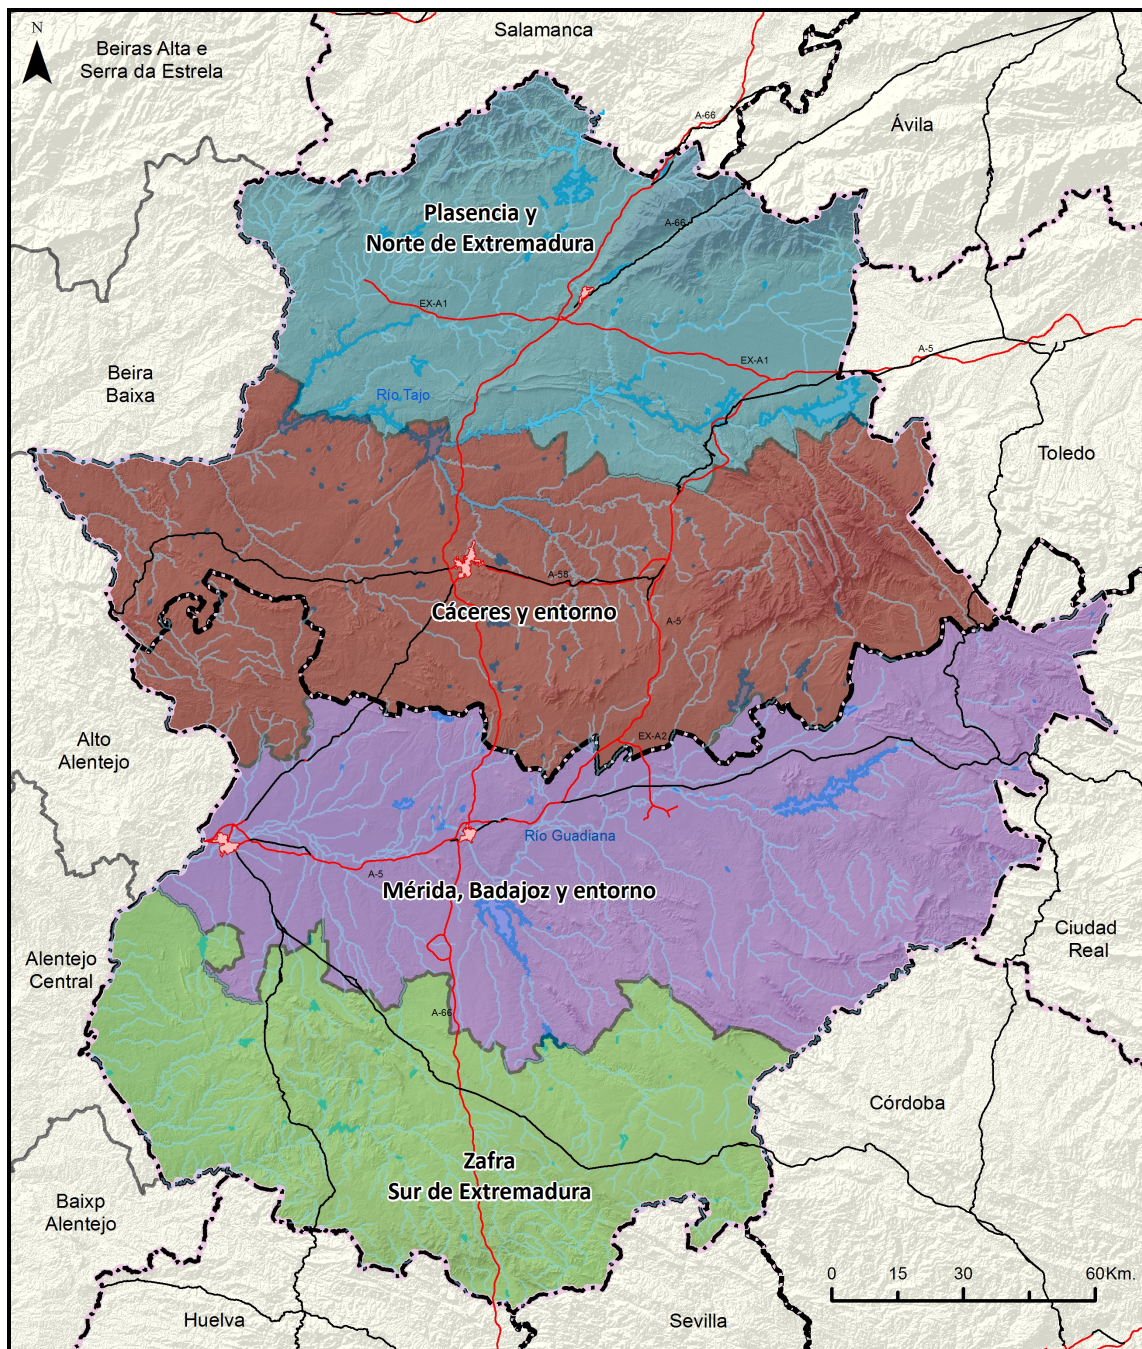 N
Salamanca
Beiras Alta e
Serra da Estrela
A-66
Ávila
Plasencia y
Norte de Extremadura
A-66
EX-A1
A-5
EX-A1
Beira
Baixa
Río Tajo
Toledo
A-58
Cáceres y entorno
A-5
Alto
Alentejo
EX-A2
Río Guadiana
A-5
Mérida, Badajoz y entorno
Ciudad
Real
Alentejo
Central
A-66
Córdoba
Zafra
Sur de Extremadura
Baixp
Alentejo
0 15 30 60Km.
Huelva
Sevilla